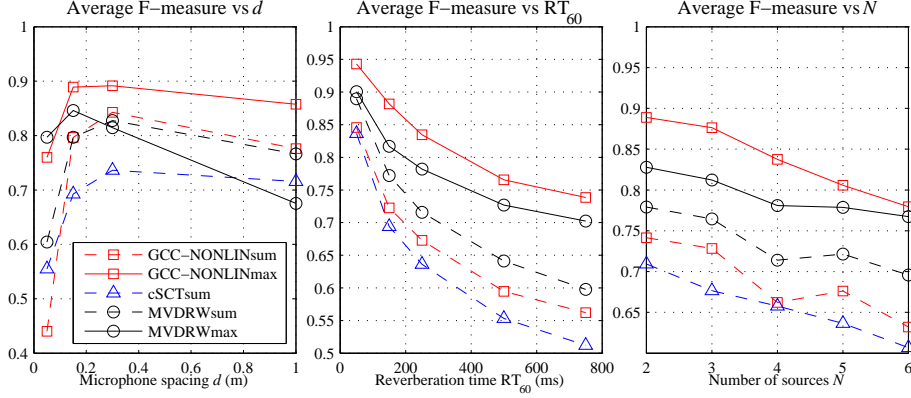 Average F−measure vs d
Average F−measure vs RT60
Average F−measure vs N
1
0.9
0.8
0.7
0.6
0.5
0.4
0 0.2 0.4 0.6 0.8 1
Microphone spacing d (m)
GCC−NONLINsum
GCC−NONLINmax
cSCTsum
MVDRWsum
MVDRWmax
1
0.95
0.9
0.85
0.8
0.75
0.7
0.65
0.6
0.55
0.5
0 200 400 600 800
Reverberation time RT60 (ms)
1
0.95
0.9
0.85
0.8
0.75
0.7
0.65
2 3 4 5 6
Number of sources N